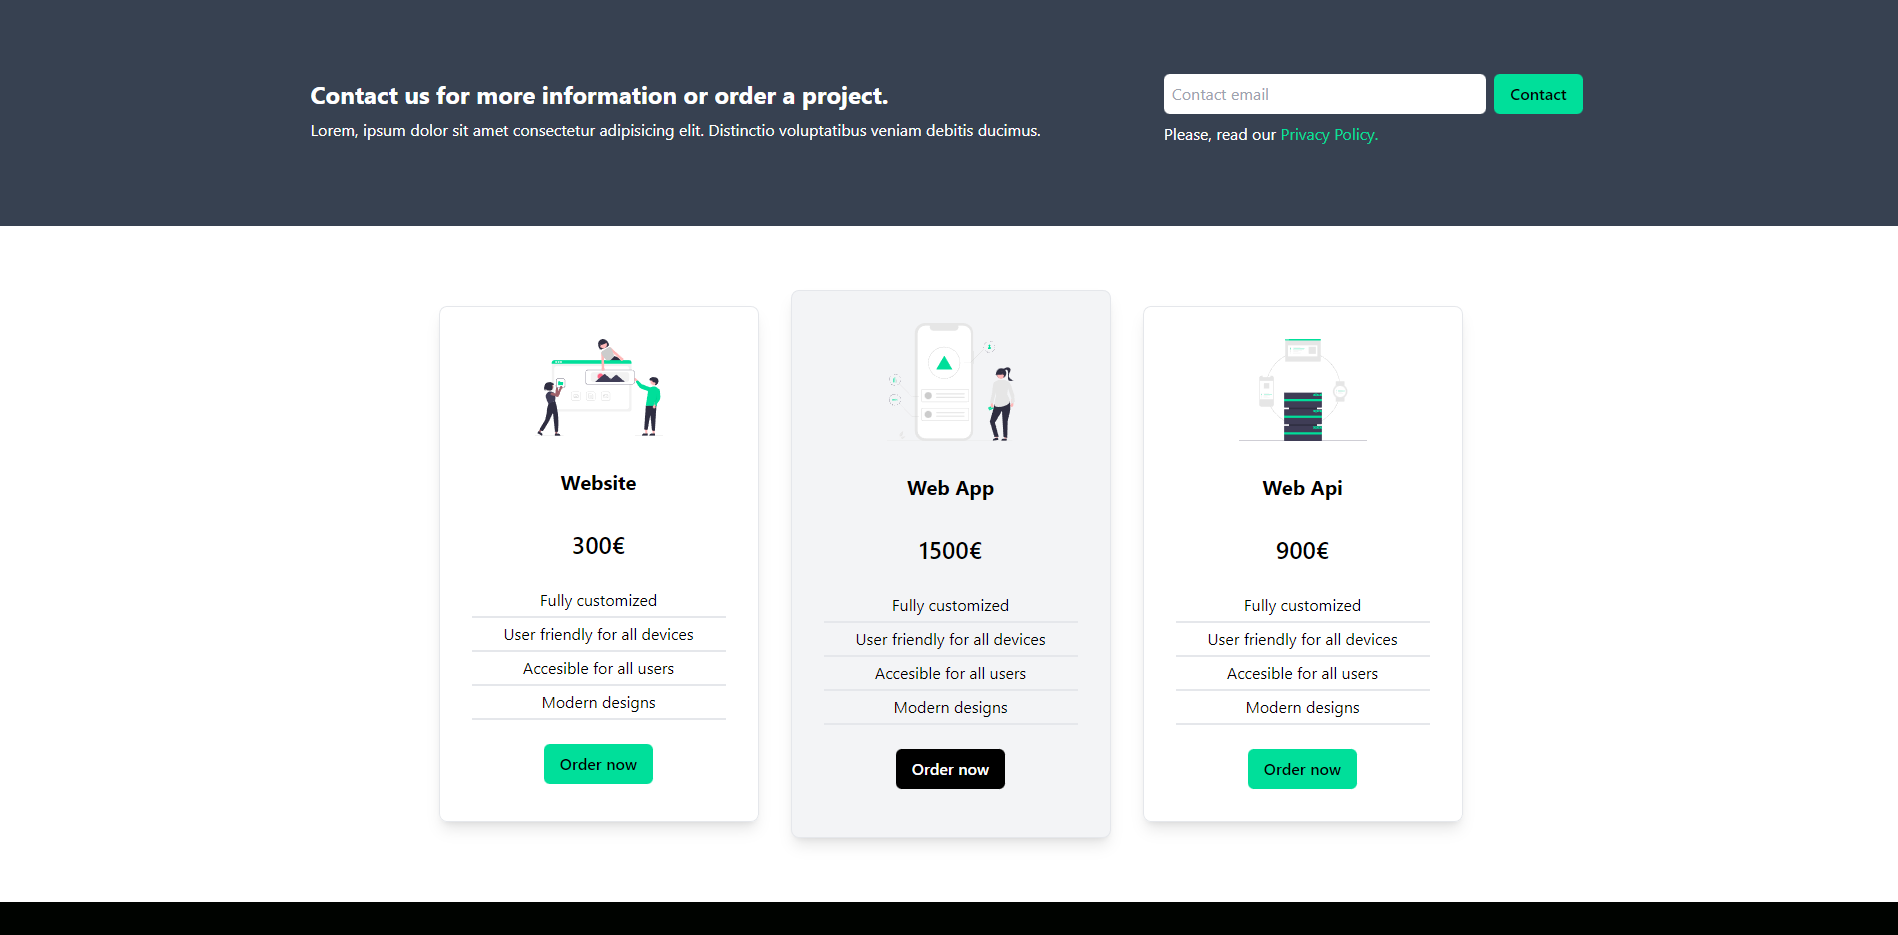 Contact us for more information or order a project.
Lorem, ipsum dolor sit amet consectetur adipisicing elit. Distinctio voluptatibus veniam debitis ducimus.
Contact email
Contact
Please, read our Privacy Policy.
Website
300€
Fully customized
User friendly for all devices
Accesible for all users
Modern designs
Order now
Web App
1500€
Fully customized
User friendly for all devices
Accesible for all users
Modern designs
Order now
Web Api
900€
Fully customized
User friendly for all devices
Accesible for all users
Modern designs
Order now